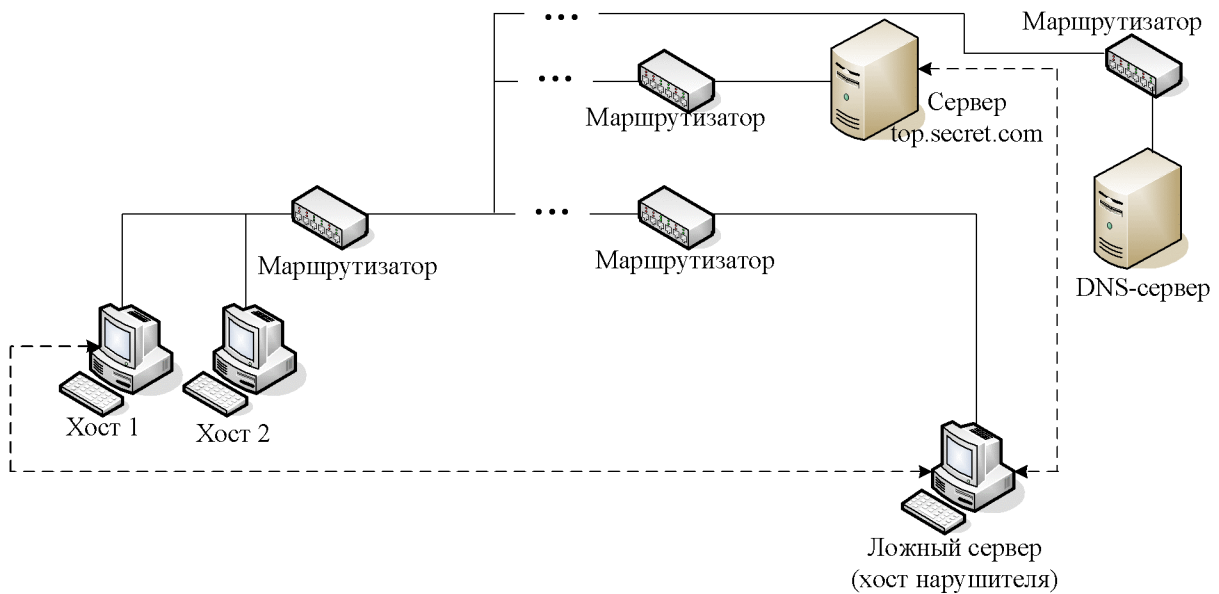 Маршрутизатор
Маршрутизатор
Сервер
top.secret.com
Маршрутизатор
Маршрутизатор
DNS-сервер
Хост 1
Хост 2
Ложный сервер
(хост нарушителя)